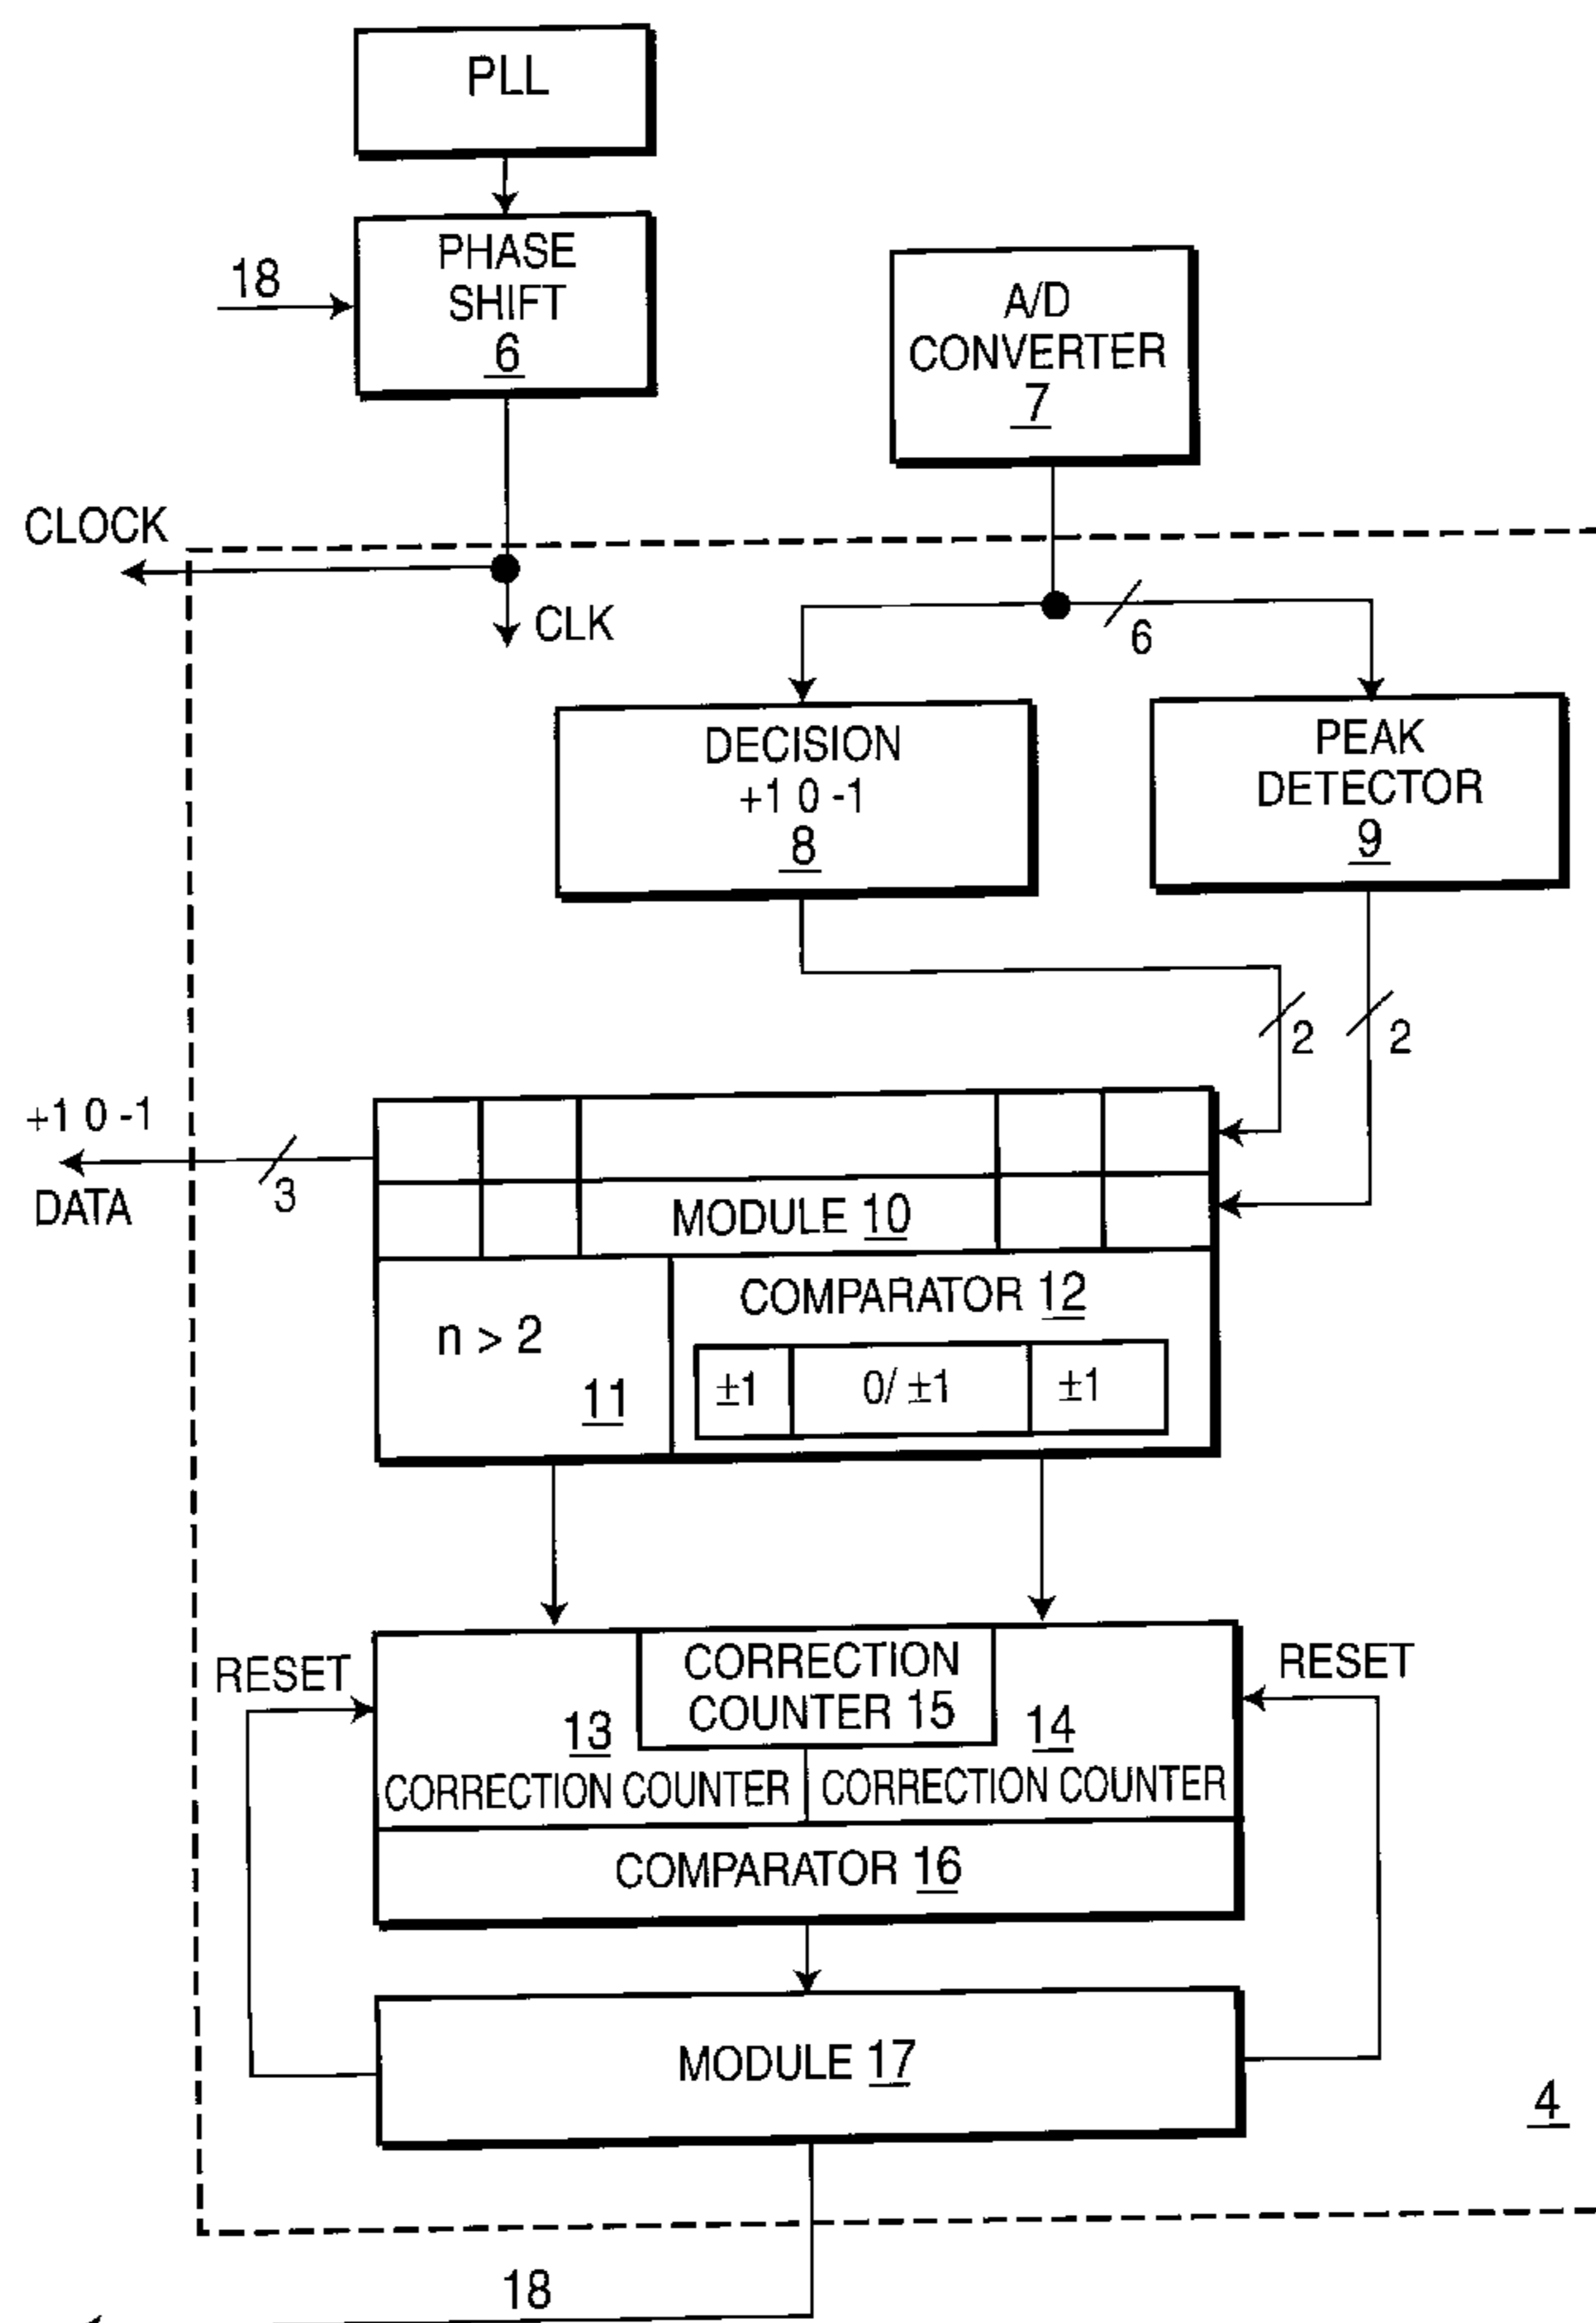 PLL
PHASE
SHIFT
6
18
A/D
CONVERTER
7
CLOCK
CLK
6
DECISION
+1 0 -1
8
PEAK
DETECTOR
9
2
2
+1 0 -1
DATA
3
MODULE 10
n > 2
11
COMPARATOR 12
±1
0/ ±1
±1
RESET
CORRECTION
COUNTER 15
RESET
13
14
CORRECTION COUNTER
CORRECTION COUNTER
COMPARATOR 16
MODULE 17
4
18